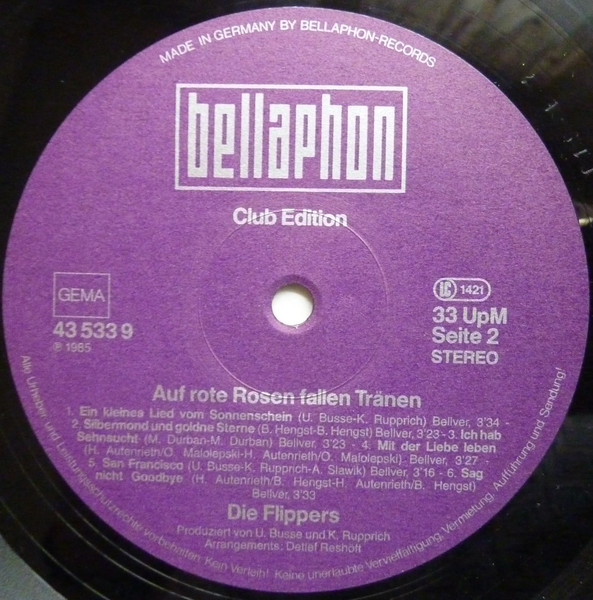 MADE IN GERMANY BY BELLAPHON-RECORDS
bellaphon
Club Edition
GEMA
43 533 9
℗ 1985
LC 1421
33 UpM
Seite 2
STEREO
Auf rote Rosen fallen Tränen
1. Ein kleines Lied vom Sonnenschein (U. Busse-K. Rupprich) Bellver, 3'34 -
2. Silbermond und goldne Sterne (B. Hengst-B. Hengst) Bellver, 3'23 - 3. Ich hab
Sehnsucht (M. Durban-M. Durban) Bellver, 3'23 - 4. Mit der Liebe leben
(H. Autenrieth/O. Malolepski-H. Autenrieth/O. Malolepski) Bellver, 3'27
5. San Francisco (U. Busse-K. Rupprich-A. Slawik) Bellver, 3'16 - 6. Sag
nicht Goodbye (H. Autenrieth/B. Hengst-H. Autenrieth/B. Hengst)
Bellver, 3'33
Die Flippers
Produziert von U. Busse und K. Rupprich
Arrangements: Detlef Reshöft
Alle Urheber und Leistungsschutzrechte vorbehalten. Kein Verleih! Keine unerlaubte Vervielfältigung, Vermietung, Aufführung und Sendung!